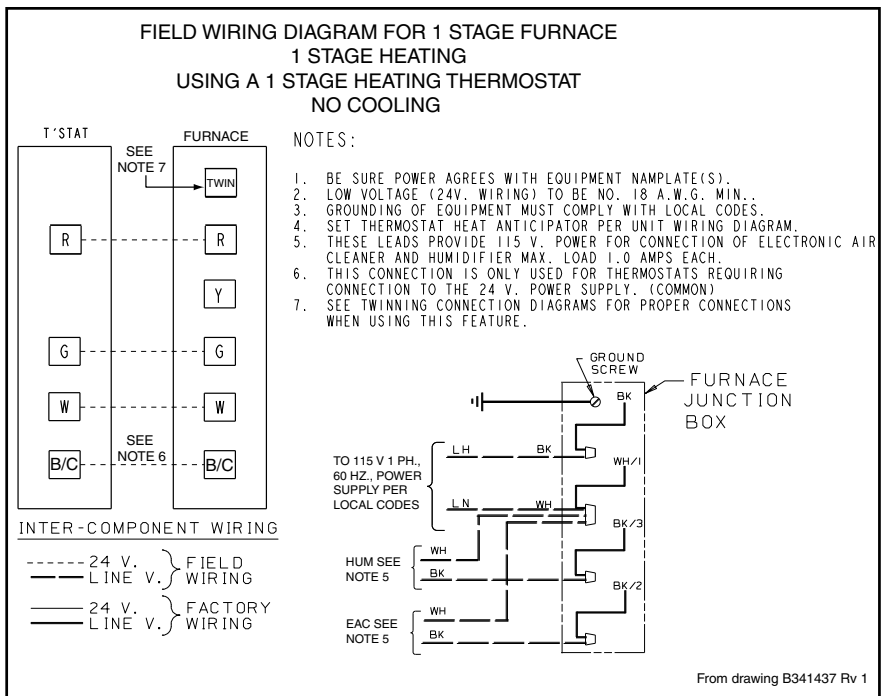 FIELD WIRING DIAGRAM FOR 1 STAGE FURNACE
1 STAGE HEATING
USING A 1 STAGE HEATING THERMOSTAT
NO COOLING
T'STAT
FURNACE
SEE
NOTE 7
TWIN
R
R
Y
G
G
W
W
SEE
NOTE 6
B/C
B/C
INTER-COMPONENT WIRING
24 V.
LINE V.
FIELD
WIRING
24 V.
LINE V.
FACTORY
WIRING
NOTES:
1. BE SURE POWER AGREES WITH EQUIPMENT NAMPLATE(S).
2. LOW VOLTAGE (24V. WIRING) TO BE NO. 18 A.W.G. MIN..
3. GROUNDING OF EQUIPMENT MUST COMPLY WITH LOCAL CODES.
4. SET THERMOSTAT HEAT ANTICIPATOR PER UNIT WIRING DIAGRAM.
5. THESE LEADS PROVIDE 115 V. POWER FOR CONNECTION OF ELECTRONIC AIR
CLEANER AND HUMIDIFIER MAX. LOAD 1.0 AMPS EACH.
6. THIS CONNECTION IS ONLY USED FOR THERMOSTATS REQUIRING
CONNECTION TO THE 24 V. POWER SUPPLY. (COMMON)
7. SEE TWINNING CONNECTION DIAGRAMS FOR PROPER CONNECTIONS
WHEN USING THIS FEATURE.
GROUND
SCREW
FURNACE
JUNCTION
BOX
BK
TO 115 V 1 PH.,
60 HZ., POWER
SUPPLY PER
LOCAL CODES
LH
BK
WH/1
LN
WH
BK/3
HUM SEE
NOTE 5
WH
BK
BK/2
EAC SEE
NOTE 5
WH
BK
From drawing B341437 Rv 1